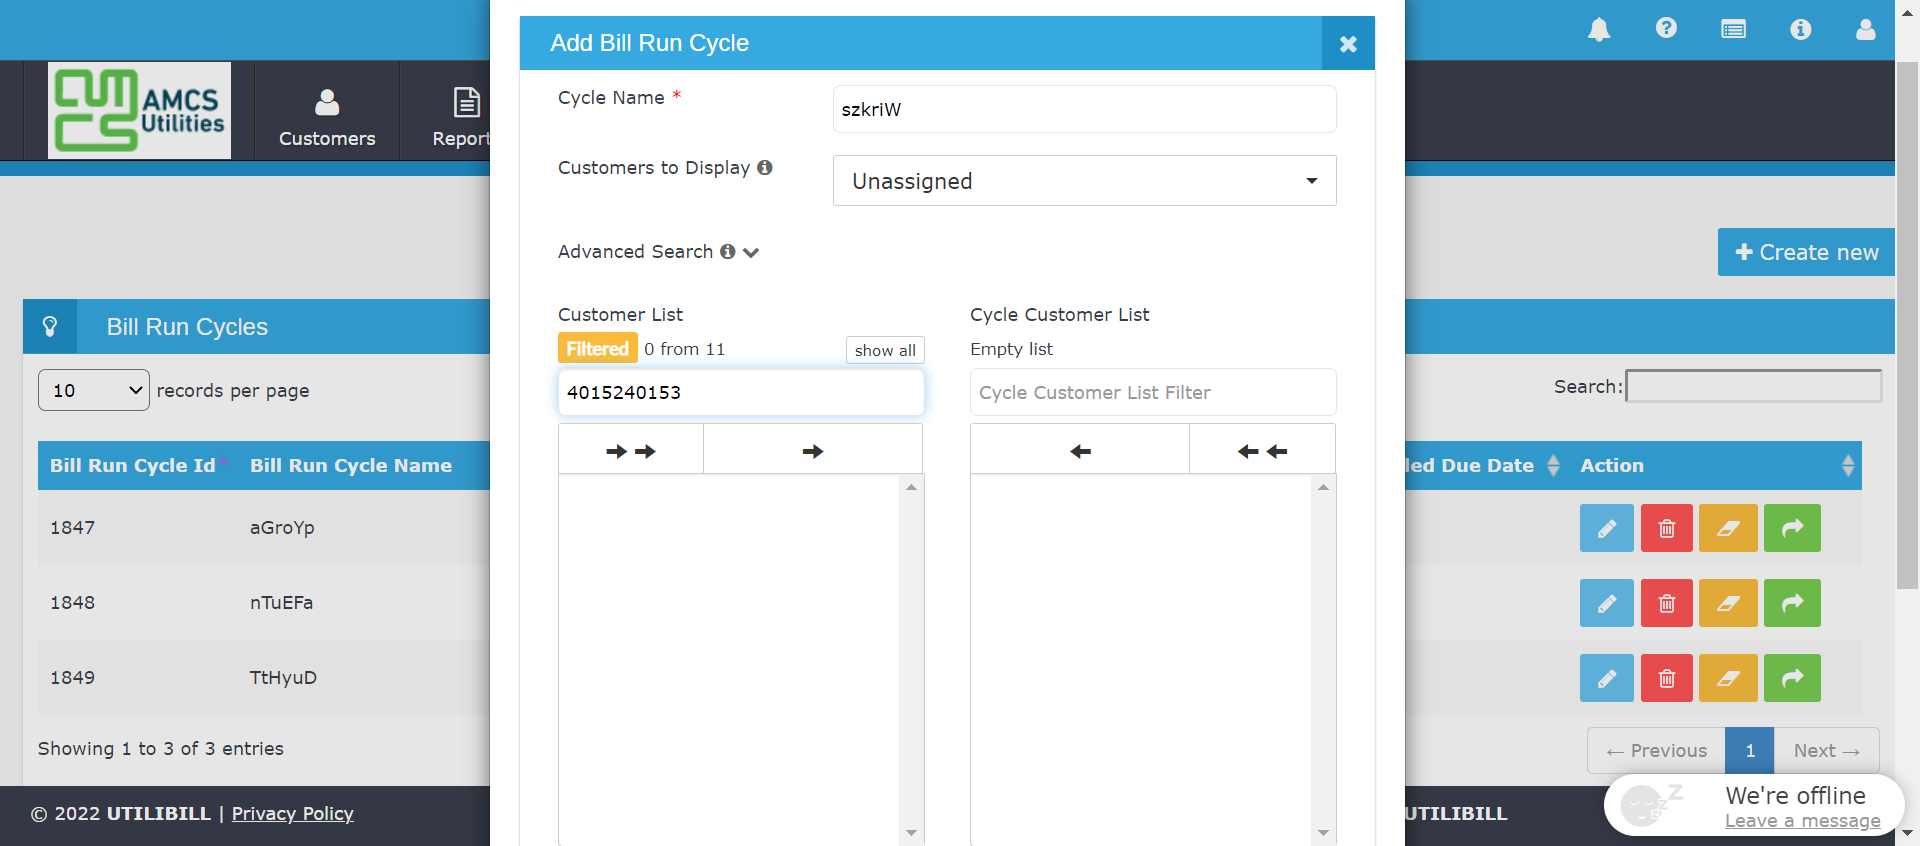 Add Bill Run Cycle
AMCS
Utilities
Customers
Report
Cycle Name *
szkriW
Customers to Display
Unassigned
Advanced Search
Create new
Bill Run Cycles
Customer List
Filtered 0 from 11 show all
4015240153
Cycle Customer List
Empty list
Cycle Customer List Filter
10 records per page
Search:
Bill Run Cycle Id Bill Run Cycle Name led Due Date Action
1847 aGroYp
1848 nTuEFa
1849 TtHyuD
Showing 1 to 3 of 3 entries
← Previous 1 Next →
© 2022 UTILIBILL | Privacy Policy
UTILIBILL
We're offline
Leave a message